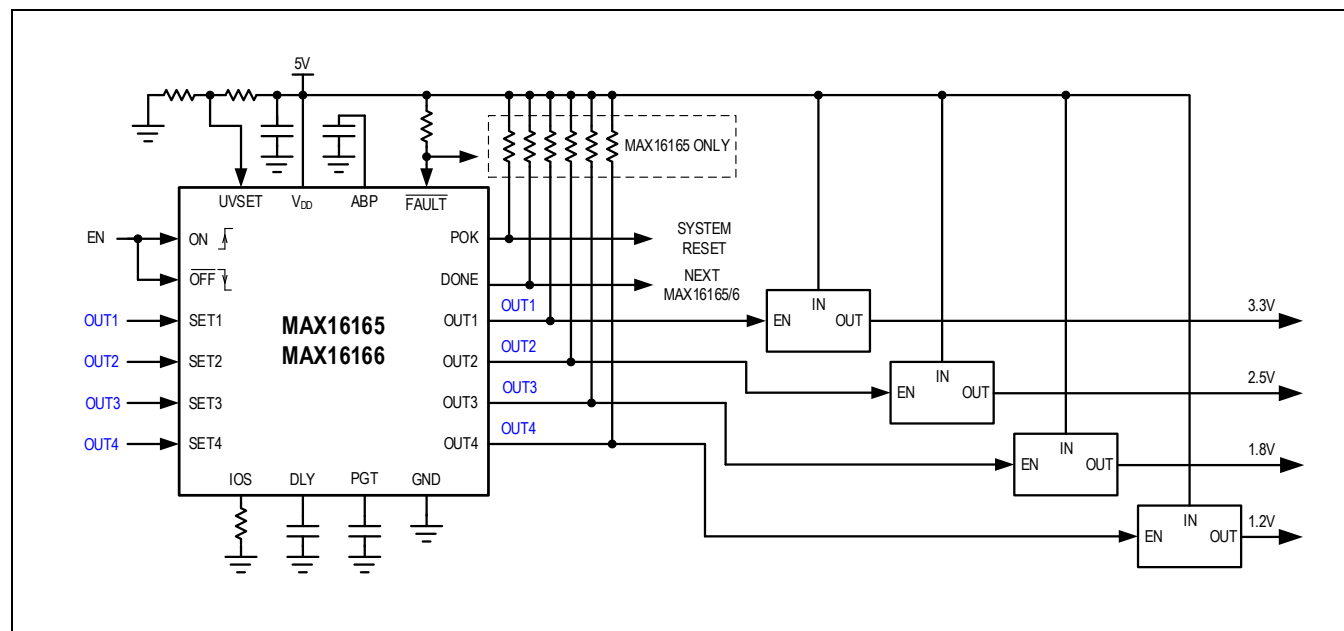 5V
MAX16165 ONLY
UVSET
VDD
ABP
FAULT
EN
ON
POK
SYSTEM
RESET
OFF
DONE
NEXT
MAX16165/6
OUT1
SET1
MAX16165
OUT1
OUT1
EN
IN
OUT
3.3V
OUT2
SET2
MAX16166
OUT2
OUT2
EN
IN
OUT
2.5V
OUT3
SET3
OUT3
OUT3
EN
IN
OUT
1.8V
OUT4
SET4
OUT4
OUT4
EN
IN
OUT
1.2V
IOS
DLY
PGT
GND